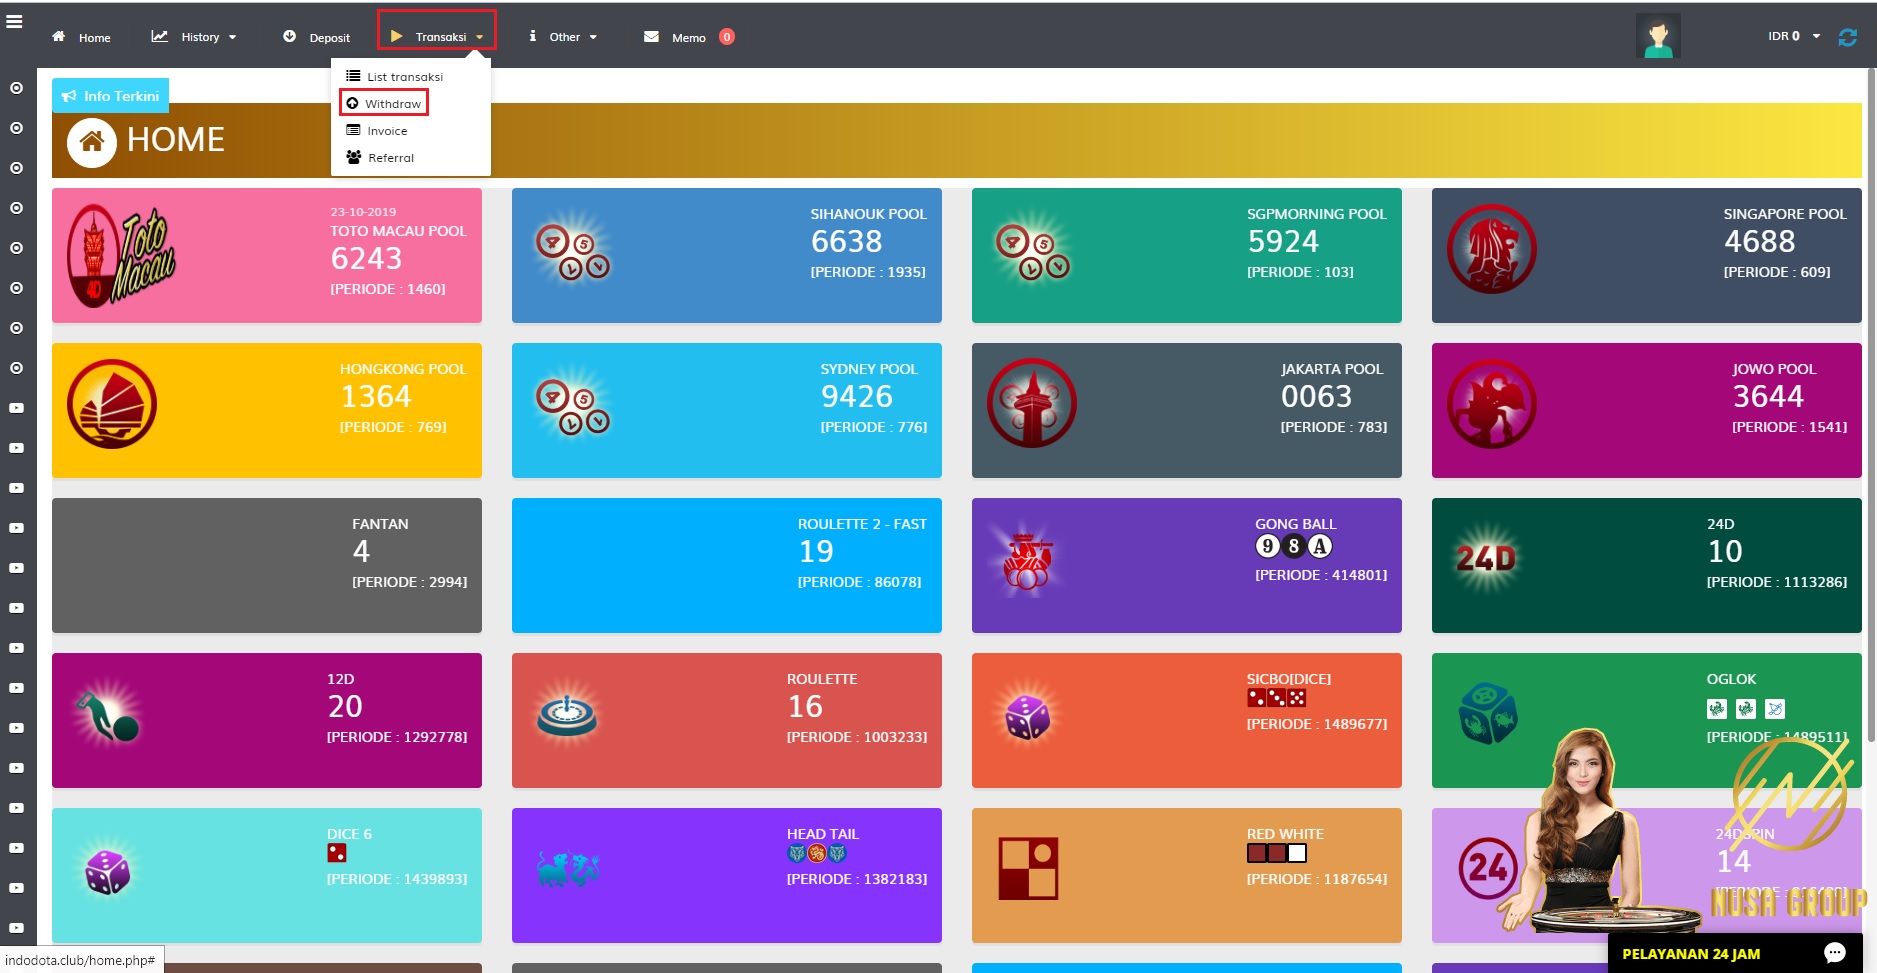 Home
History
Deposit
Transaksi
Other
Memo
0
IDR 0
List transaksi
Withdraw
Invoice
Referral
Info Terkini
HOME
Toto
Macau
4D
23-10-2019
TOTO MACAU POOL
6243
[PERIODE : 1460]
SIHANOUK POOL
6638
[PERIODE : 1935]
SGPMORNING POOL
5924
[PERIODE : 103]
SINGAPORE POOL
4688
[PERIODE : 609]
HONGKONG POOL
1364
[PERIODE : 769]
SYDNEY POOL
9426
[PERIODE : 776]
JAKARTA POOL
0063
[PERIODE : 783]
JOWO POOL
3644
[PERIODE : 1541]
FANTAN
4
[PERIODE : 2994]
ROULETTE 2 - FAST
19
[PERIODE : 86078]
GONG BALL
9 8 A
[PERIODE : 414801]
24D
24D
10
[PERIODE : 1113286]
12D
20
[PERIODE : 1292778]
ROULETTE
16
[PERIODE : 1003233]
SICBO[DICE]
[PERIODE : 1489677]
OGLOK
[PERIODE : 1489511]
DICE 6
[PERIODE : 1439893]
HEAD TAIL
[PERIODE : 1382183]
RED WHITE
[PERIODE : 1187654]
24
24DSPIN
14
[PERIODE :
NUSA GROUP
PELAYANAN 24 JAM
indodota.club/home.php#